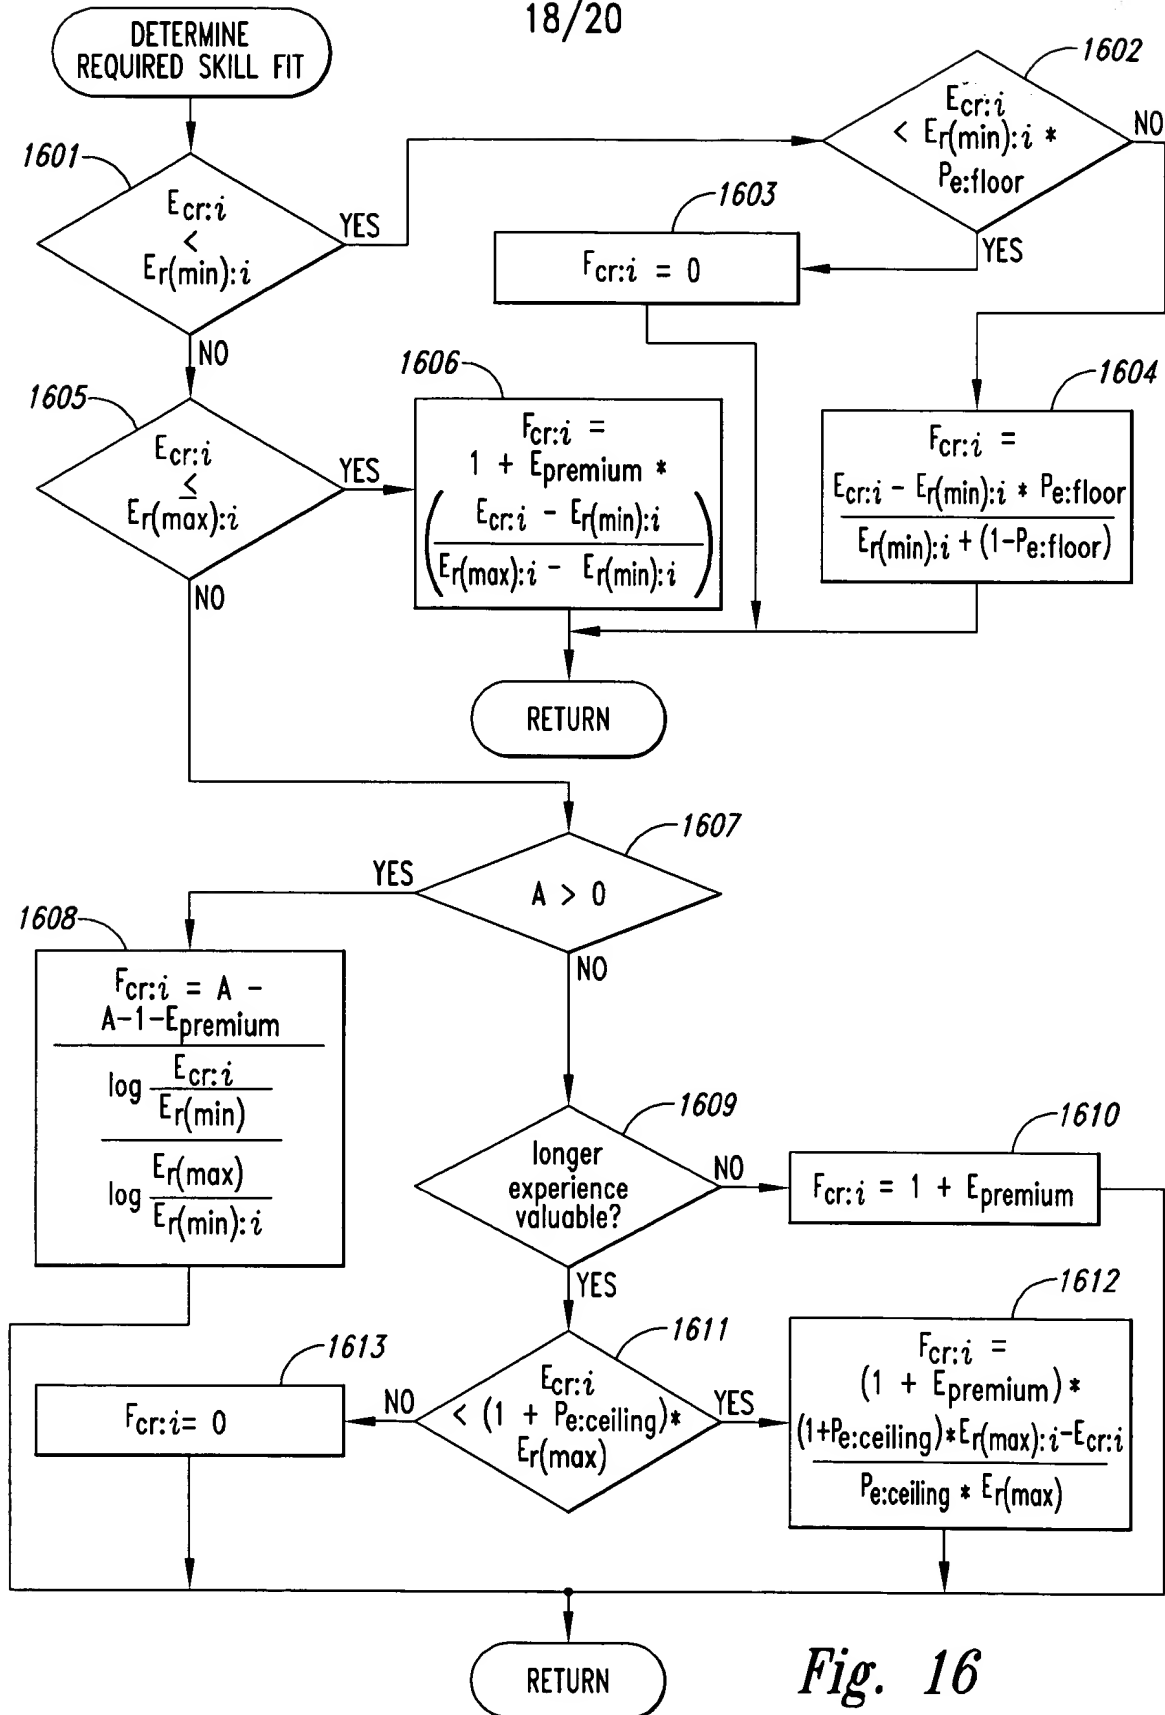 18/20
DETERMINE
REQUIRED SKILL FIT
1601
Ecr:i
<
Er(min):i
YES
NO
1602
Ecr:i
< Er(min):i *
Pe:floor
NO
YES
1603
Fcr:i = 0
1604
Fcr:i =
Ecr:i - Er(min):i * Pe:floor
Er(min):i + (1-Pe:floor)
1605
Ecr:i
≤
Er(max):i
YES
NO
1606
Fcr:i =
1 + Epremium *
( Ecr:i - Er(min):i
Er(max):i - Er(min):i )
RETURN
1607
A > 0
YES
NO
1608
Fcr:i = A -
A-1-Epremium
log Ecr:i
Er(min)
log Er(max)
Er(min):i
1609
longer
experience
valuable?
NO
YES
1610
Fcr:i = 1 + Epremium
1611
Ecr:i
< (1 + Pe:ceiling)*
Er(max)
NO
YES
1612
Fcr:i =
(1 + Epremium) *
(1+Pe:ceiling)*Er(max):i-Ecr:i
Pe:ceiling * Er(max)
1613
Fcr:i= 0
RETURN
Fig. 16